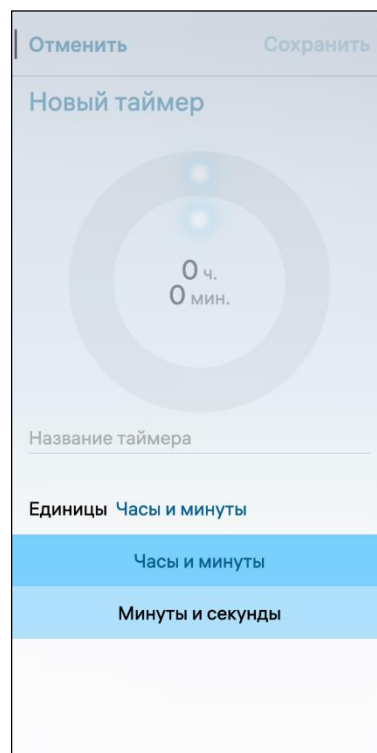 Отменить Сохранить
Новый таймер
0 ч.
0 мин.
Название таймера
Единицы Часы и минуты
Часы и минуты
Минуты и секунды